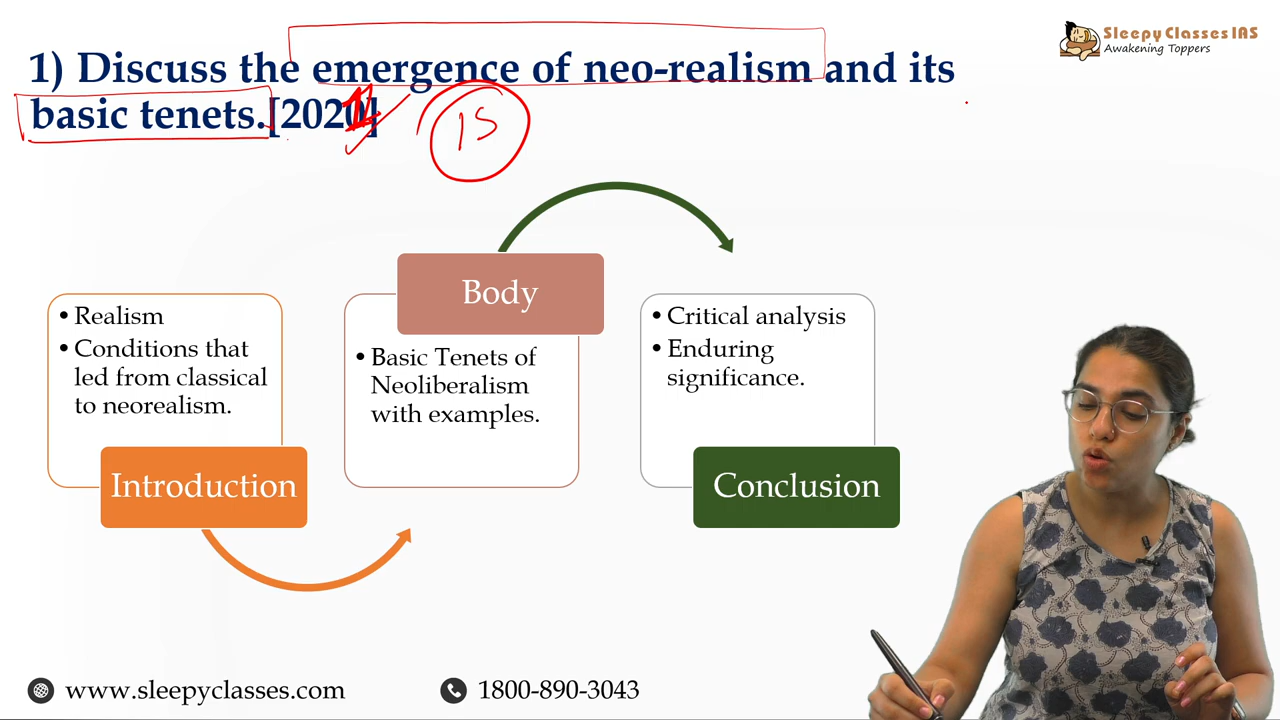 Sleepy Classes IAS
Awakening Toppers
1) Discuss the emergence of neo-realism and its
basic tenets.[2021]
15
Body
• Realism
• Conditions that
led from classical
to neorealism.
Introduction
• Basic Tenets of
Neoliberalism
with examples.
• Critical analysis
• Enduring
significance.
Conclusion
www.sleepyclasses.com
1800-890-3043